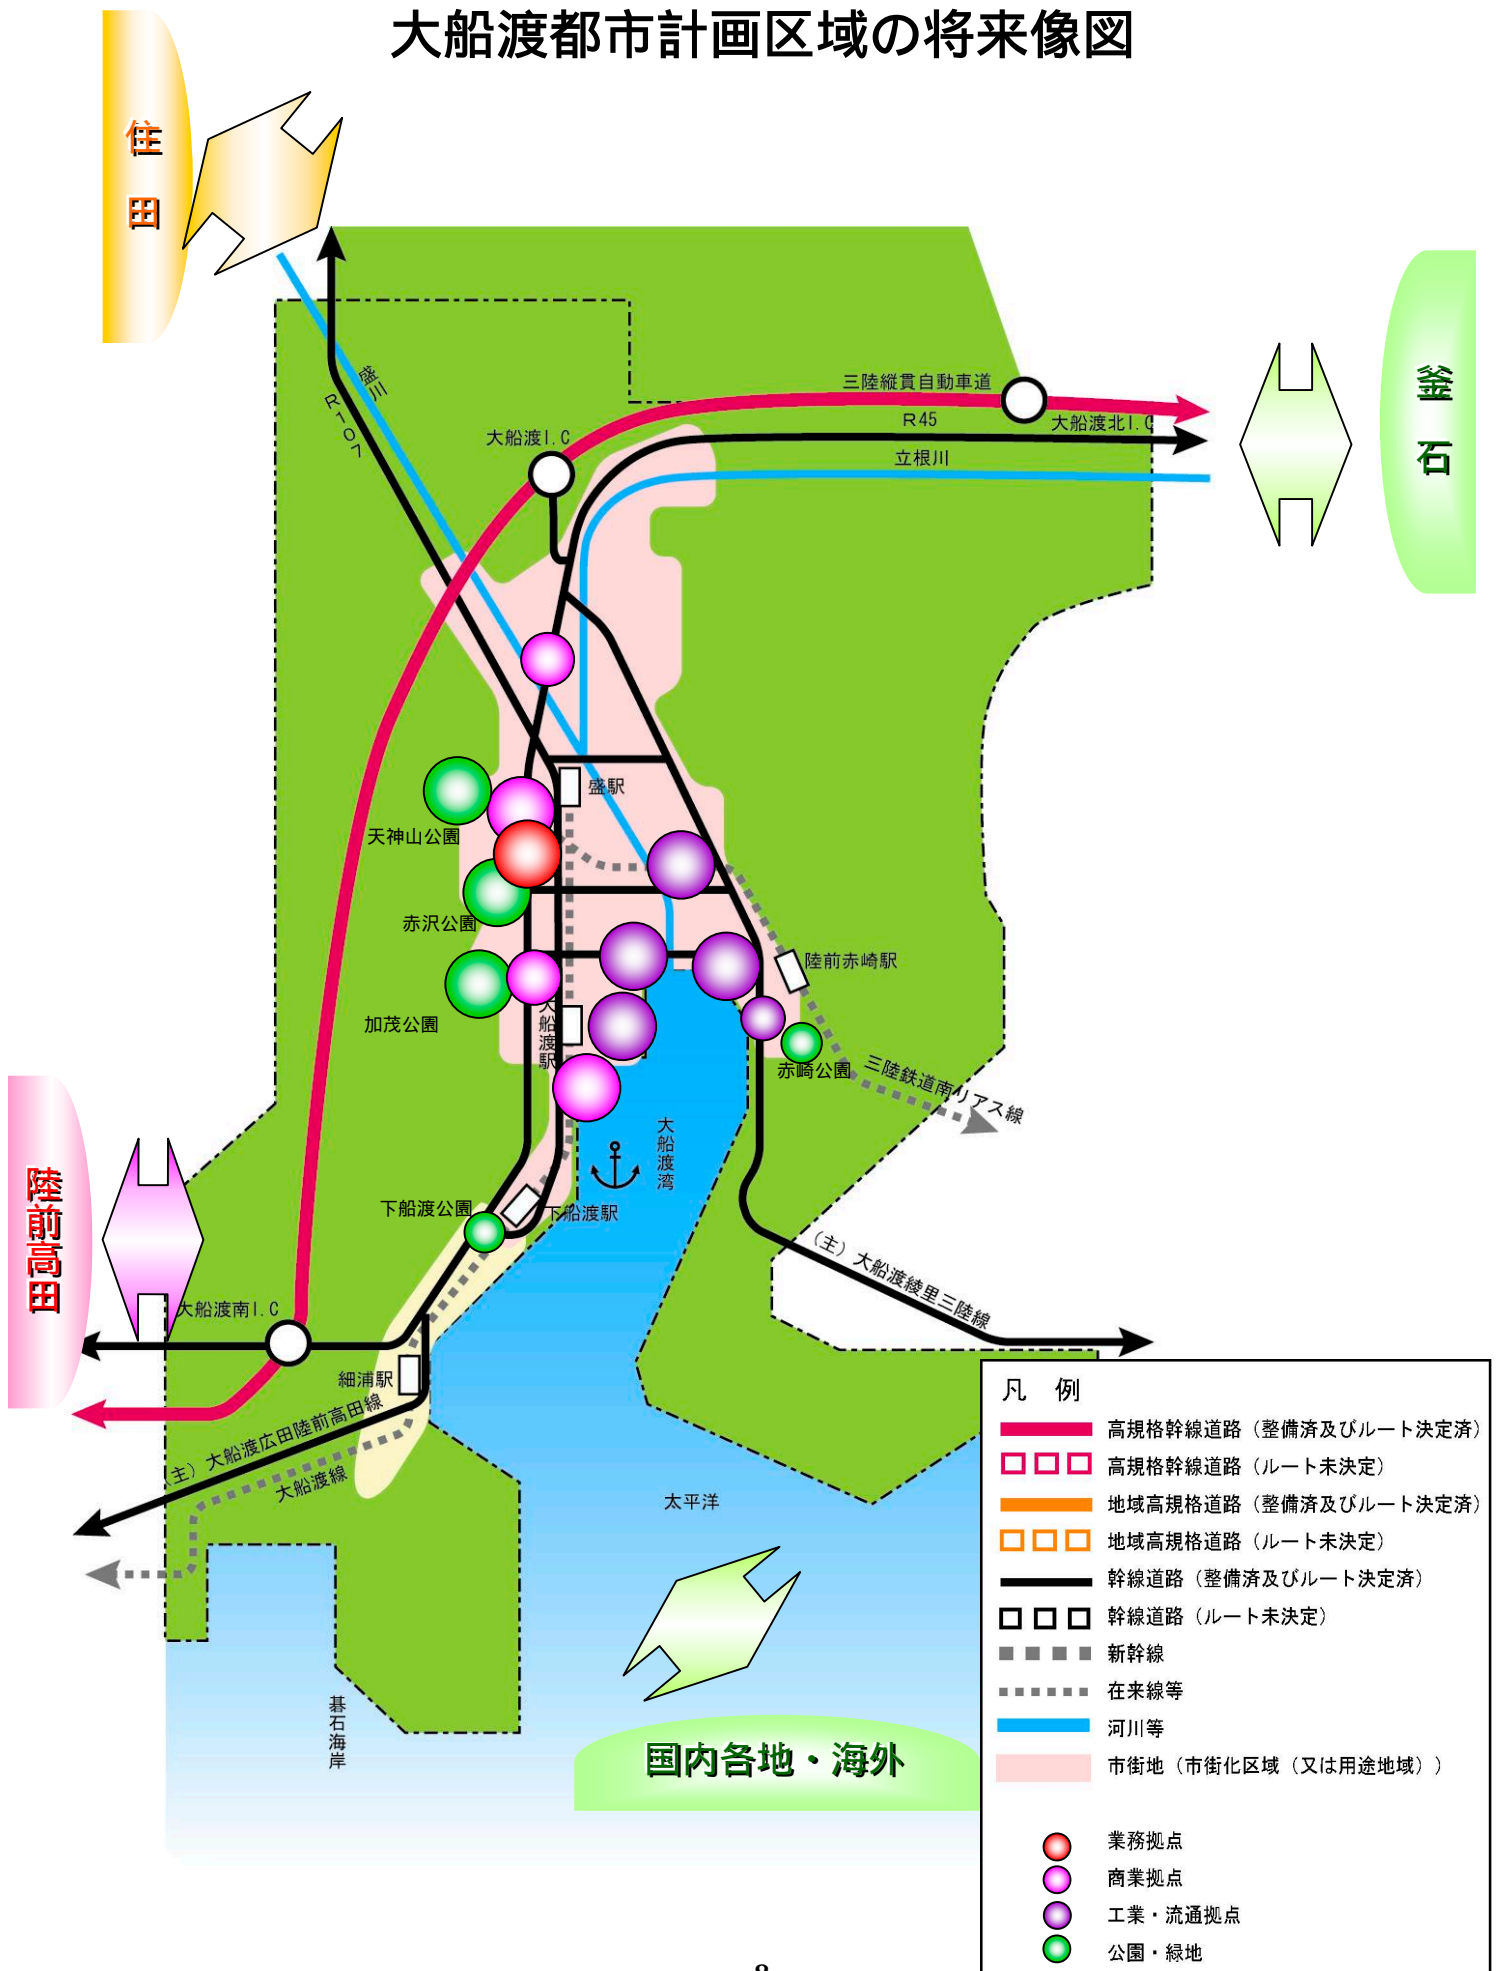 大船渡都市計画区域の将来像図
住田
釜石
陸前高田
国内各地・海外
盛川
R107
三陸縦貫自動車道
大船渡北I.C
R45
大船渡I.C
立根川
盛駅
天神山公園
赤沢公園
加茂公園
大船渡駅
陸前赤崎駅
赤崎公園
三陸鉄道南リアス線
大船渡湾
下船渡公園
下船渡駅
(主)大船渡綾里三陸線
大船渡南I.C
細浦駅
(主)大船渡広田陸前高田線
大船渡線
太平洋
碁石海岸
凡 例
高規格幹線道路(整備済及びルート決定済)
高規格幹線道路(ルート未決定)
地域高規格道路(整備済及びルート決定済)
地域高規格道路(ルート未決定)
幹線道路(整備済及びルート決定済)
幹線道路(ルート未決定)
新幹線
在来線等
河川等
市街地(市街化区域(又は用途地域))
業務拠点
商業拠点
工業・流通拠点
公園・緑地
8